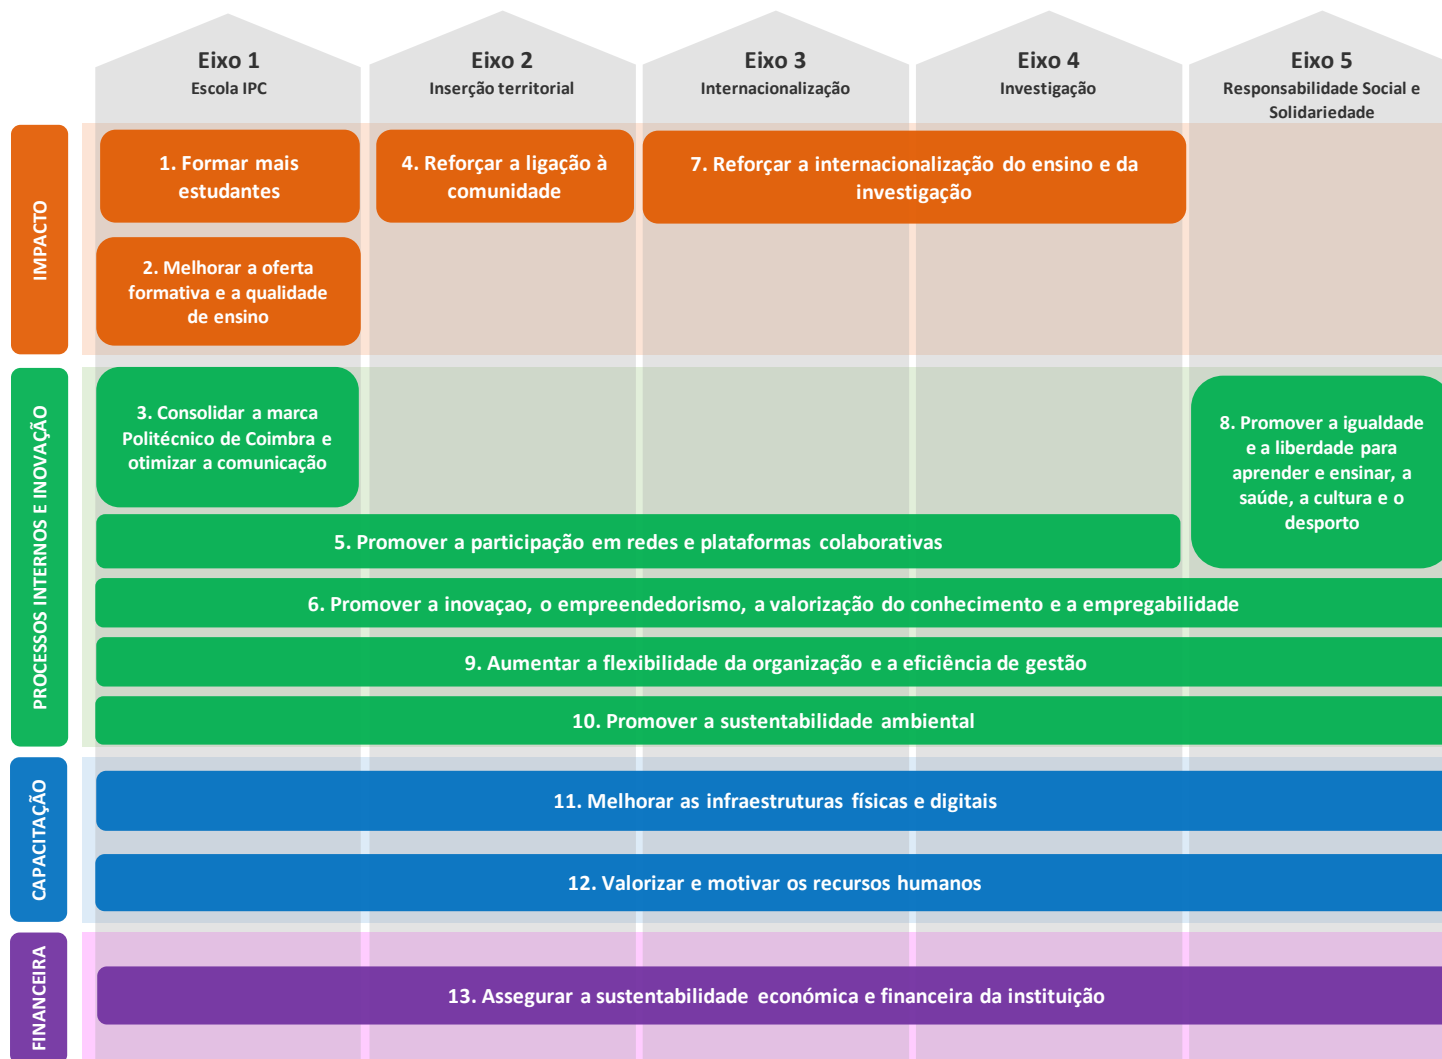 Eixo 1
Escola IPC
Eixo 2
Inserção territorial
Eixo 3
Internacionalização
Eixo 4
Investigação
Eixo 5
Responsabilidade Social e
Solidariedade
IMPACTO
1. Formar mais
estudantes
4. Reforçar a ligação à
comunidade
7. Reforçar a internacionalização do ensino e da
investigação
2. Melhorar a oferta
formativa e a qualidade
de ensino
PROCESSOS INTERNOS E INOVAÇÃO
3. Consolidar a marca
Politécnico de Coimbra e
otimizar a comunicação
8. Promover a igualdade
e a liberdade para
aprender e ensinar, a
saúde, a cultura e o
desporto
5. Promover a participação em redes e plataformas colaborativas
6. Promover a inovaçao, o empreendedorismo, a valorização do conhecimento e a empregabilidade
9. Aumentar a flexibilidade da organização e a eficiência de gestão
10. Promover a sustentabilidade ambiental
CAPACITAÇÃO
11. Melhorar as infraestruturas físicas e digitais
12. Valorizar e motivar os recursos humanos
FINANCEIRA
13. Assegurar a sustentabilidade económica e financeira da instituição